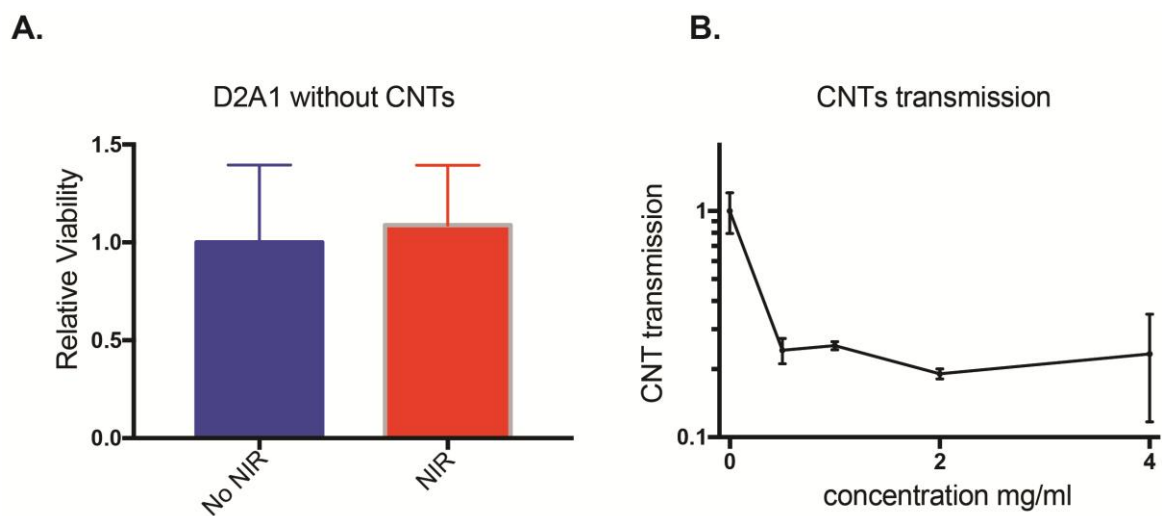 A.
D2A1 without CNTs
Relative Viability
1.5
1.0
0.5
0.0
No NIR
NIR
B.
CNTs transmission
CNT transmission
1
0.1
0
2
4
concentration mg/ml